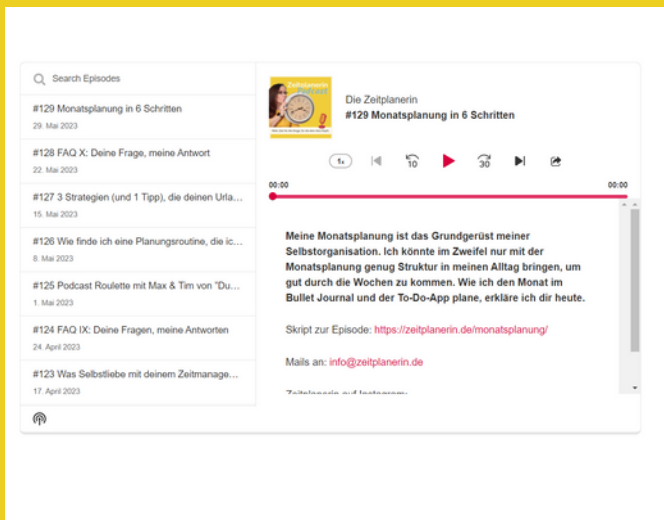 Search Episodes
#129 Monatsplanung in 6 Schritten
29. Mai 2023
#128 FAQ X: Deine Frage, meine Antwort
22. Mai 2023
#127 3 Strategien (und 1 Tipp), die deinen Urla...
15. Mai 2023
#126 Wie finde ich eine Planungsroutine, die ic...
8. Mai 2023
#125 Podcast Roulette mit Max & Tim von "Du...
1. Mai 2023
#124 FAQ IX: Deine Fragen, meine Antworten
24. April 2023
#123 Was Selbstliebe mit deinem Zeitmanage...
17. April 2023
Zeitplanerin
Podcast
Die Zeitplanerin
#129 Monatsplanung in 6 Schritten
1x
10
30
00:00
00:00
Meine Monatsplanung ist das Grundgerüst meiner
Selbstorganisation. Ich könnte im Zweifel nur mit der
Monatsplanung genug Struktur in meinen Alltag bringen, um
gut durch die Wochen zu kommen. Wie ich den Monat im
Bullet Journal und der To-Do-App plane, erkläre ich dir heute.
Skript zur Episode: https://zeitplanerin.de/monatsplanung/
Mails an: info@zeitplanerin.de
Zeitplanerin auf Instagram: